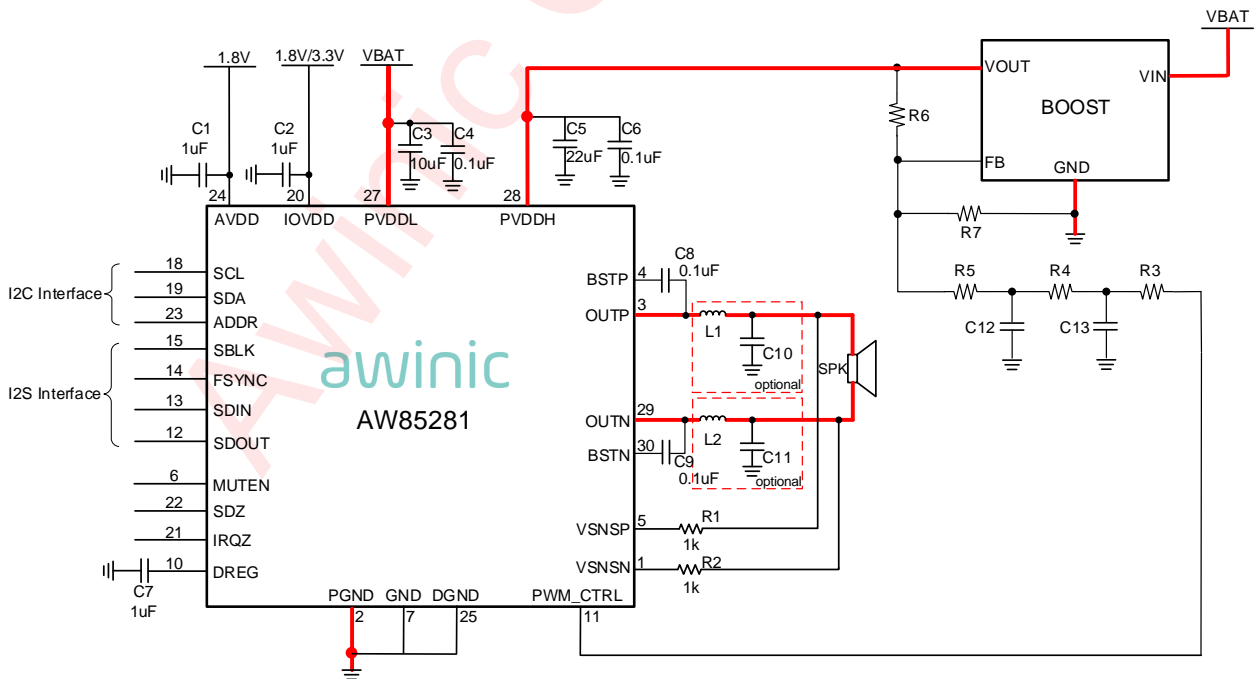 VBAT
1.8V
1.8V/3.3V
VBAT
VOUT
VIN
BOOST
R6
C1
1uF
C2
1uF
C3
10uF
C4
0.1uF
C5
22uF
C6
0.1uF
FB
GND
24
20
27
28
AVDD
IOVDD
PVDDL
PVDDH
R7
I2C Interface
18
SCL
19
SDA
23
ADDR
C8
0.1uF
BSTP
4
OUTP
3
L1
C10
optional
R5
R4
R3
C12
C13
I2S Interface
15
SBLK
14
FSYNC
13
SDIN
12
SDOUT
awinic
AW85281
SPK
OUTN
29
L2
C11
optional
BSTN
30
C9
0.1uF
6
MUTEN
22
SDZ
21
IRQZ
10
DREG
C7
1uF
VSNSP
5
R1
1k
VSNSN
1
R2
1k
PGND
GND
DGND
PWM_CTRL
2
7
25
11
Awinic C